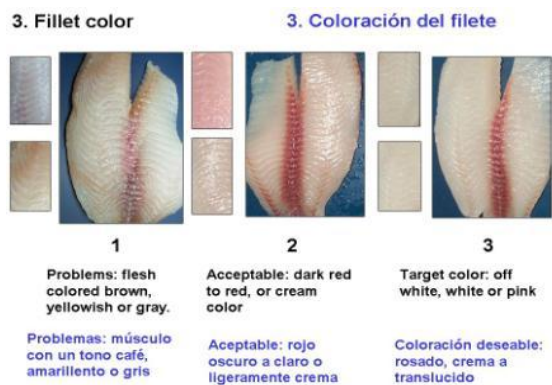 3. Fillet color
3. Coloración del filete
1
2
3
Problems: flesh
colored brown,
yellowish or gray.
Acceptable: dark red
to red, or cream
color
Target color: off
white, white or pink
Problemas: músculo
con un tono café,
amarillento o gris
Aceptable: rojo
oscuro a claro o
ligeramente crema
Coloración deseable:
rosado, crema a
translucido